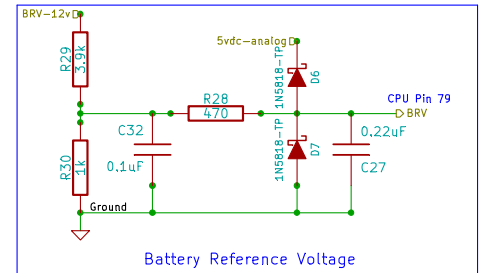 BRV-12v
5vdc-analog
R29
3.9k
1N5818-TP
D6
CPU Pin 79
R28
470
BRV
C32
0.1uF
1N5818-TP
D7
0.22uF
C27
R30
1k
Ground
Battery Reference Voltage